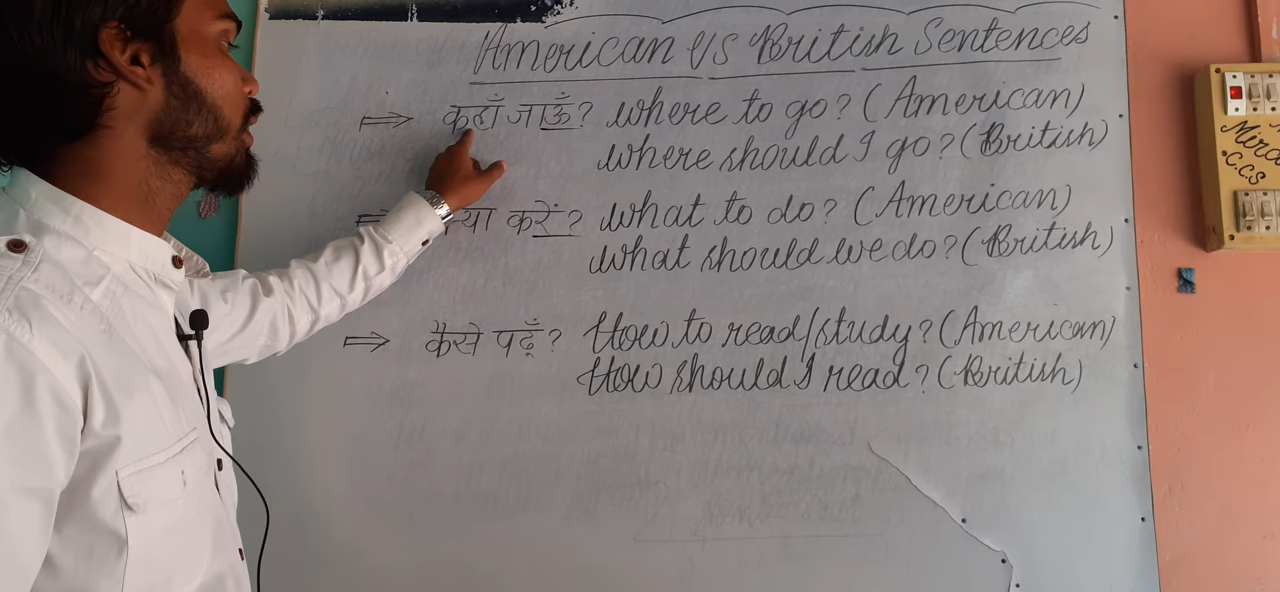 American V/S British Sentences
⇒ कहाँ जाऊँ? where to go? (American)
where should I go? (British)
⇒ करें? what to do? (American)
what should we do? (British)
⇒ कैसे पढ़ूँ? How to read/study? (American)
How should I read? (British)
C.C.S